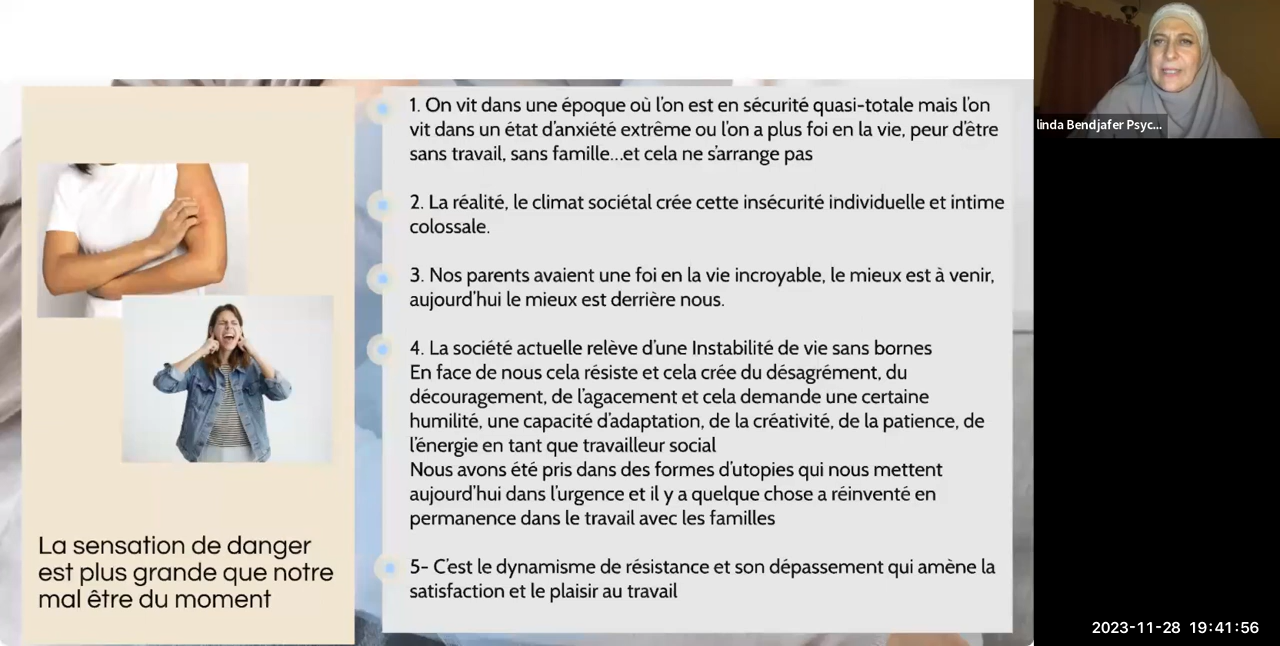 La sensation de danger
est plus grande que notre
mal être du moment
1. On vit dans une époque où l'on est en sécurité quasi-totale mais l'on
vit dans un état d'anxiété extrême ou l'on a plus foi en la vie, peur d'être
sans travail, sans famille...et cela ne s'arrange pas
2. La réalité, le climat sociétal crée cette insécurité individuelle et intime
colossale.
3. Nos parents avaient une foi en la vie incroyable, le mieux est à venir,
aujourd'hui le mieux est derrière nous.
4. La société actuelle relève d'une Instabilité de vie sans bornes
En face de nous cela résiste et cela crée du désagrément, du
découragement, de l'agacement et cela demande une certaine
humilité, une capacité d'adaptation, de la créativité, de la patience, de
l'énergie en tant que travailleur social
Nous avons été pris dans des formes d'utopies qui nous mettent
aujourd'hui dans l'urgence et il y a quelque chose a réinventé en
permanence dans le travail avec les familles
5- C'est le dynamisme de résistance et son dépassement qui amène la
satisfaction et le plaisir au travail
linda Bendjafer Psyc...
2023-11-28 19:41:56